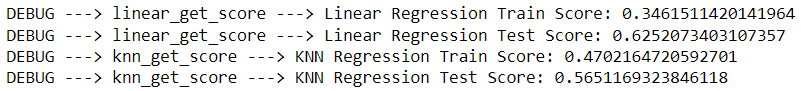 DEBUG ---> linear_get_score ---> Linear Regression Train Score: 0.3461511420141964
DEBUG ---> linear_get_score ---> Linear Regression Test Score: 0.6252073403107357
DEBUG ---> knn_get_score ---> KNN Regression Train Score: 0.4702164720592701
DEBUG ---> knn_get_score ---> KNN Regression Test Score: 0.5651169323846118